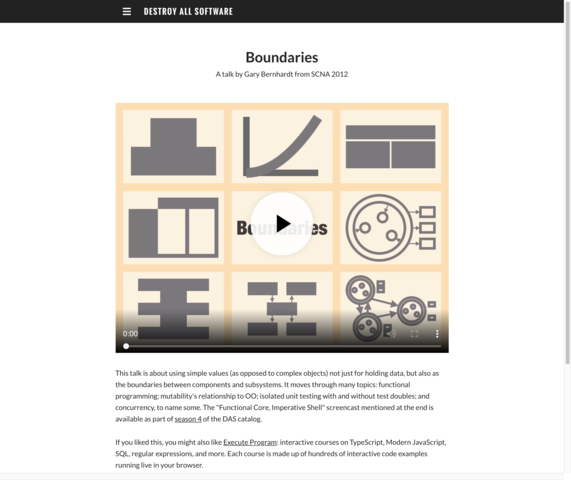 DESTROY ALL SOFTWARE
Boundaries
A talk by Gary Bernhardt from SCNA 2012
Boundaries
0:00
This talk is about using simple values (as opposed to complex objects) not just for holding data, but also as
the boundaries between components and subsystems. It moves through many topics: functional
programming; mutability's relationship to OO; isolated unit testing with and without test doubles; and
concurrency, to name some. The "Functional Core, Imperative Shell" screencast mentioned at the end is
available as part of season 4 of the DAS catalog.
If you liked this, you might also like Execute Program: interactive courses on TypeScript, Modern JavaScript,
SQL, regular expressions, and more. Each course is made up of hundreds of interactive code examples
running live in your browser.